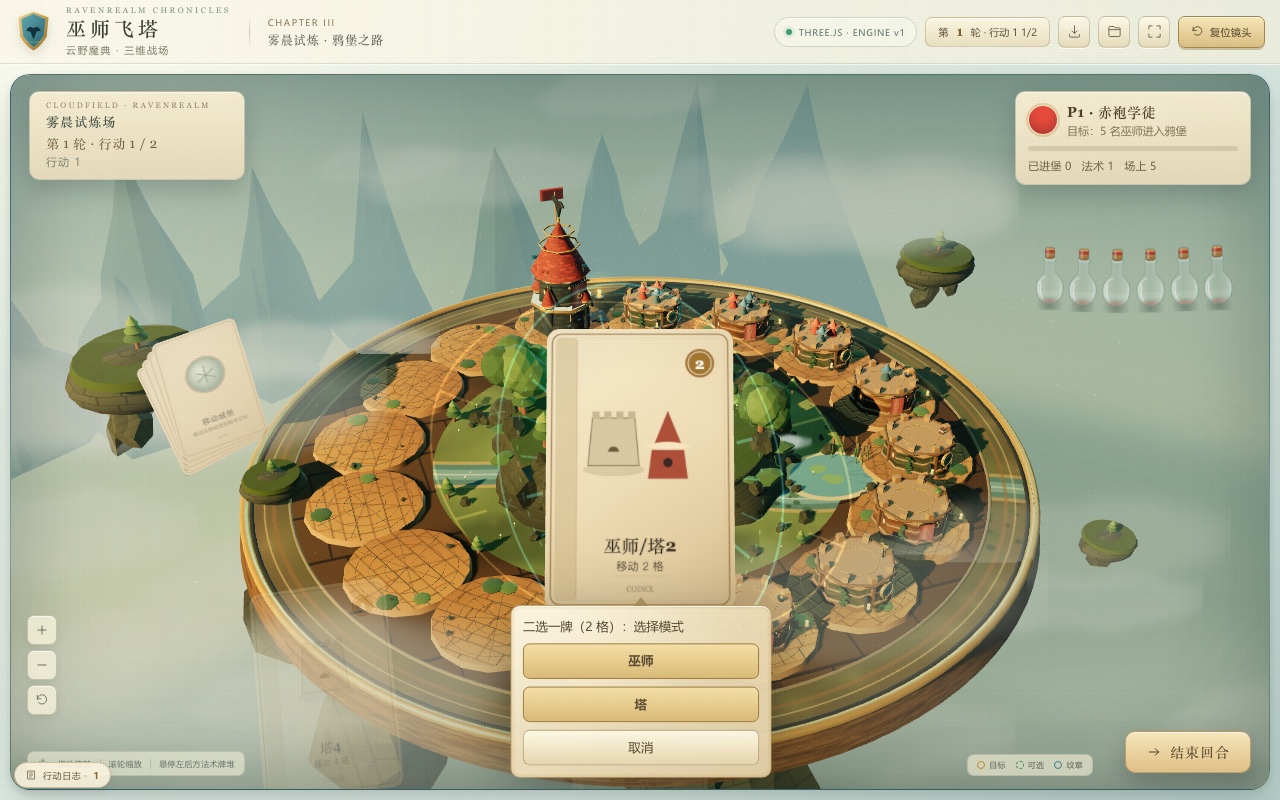 RAVENREALM CHRONICLES
巫师飞塔
云野魔典 · 三维战场
CHAPTER III
雾晨试炼 · 鸦堡之路
THREE.JS · ENGINE v1
第 1 轮 · 行动 1 1/2
复位镜头
CLOUDFIELD · RAVENREALM
雾晨试炼场
第 1 轮 · 行动 1 / 2
行动 1
P1 · 赤袍学徒
目标： 5 名巫师进入鸦堡
已进堡 0 法术 1 场上 5
移动城堡
2
巫师/塔2
移动 2 格
CODEX
二选一牌（2 格）：选择模式
巫师
塔
取消
塔4
滚轮缩放
悬停左后方法术牌堆
行动日志 · 1
目标
可选
纹章
结束回合